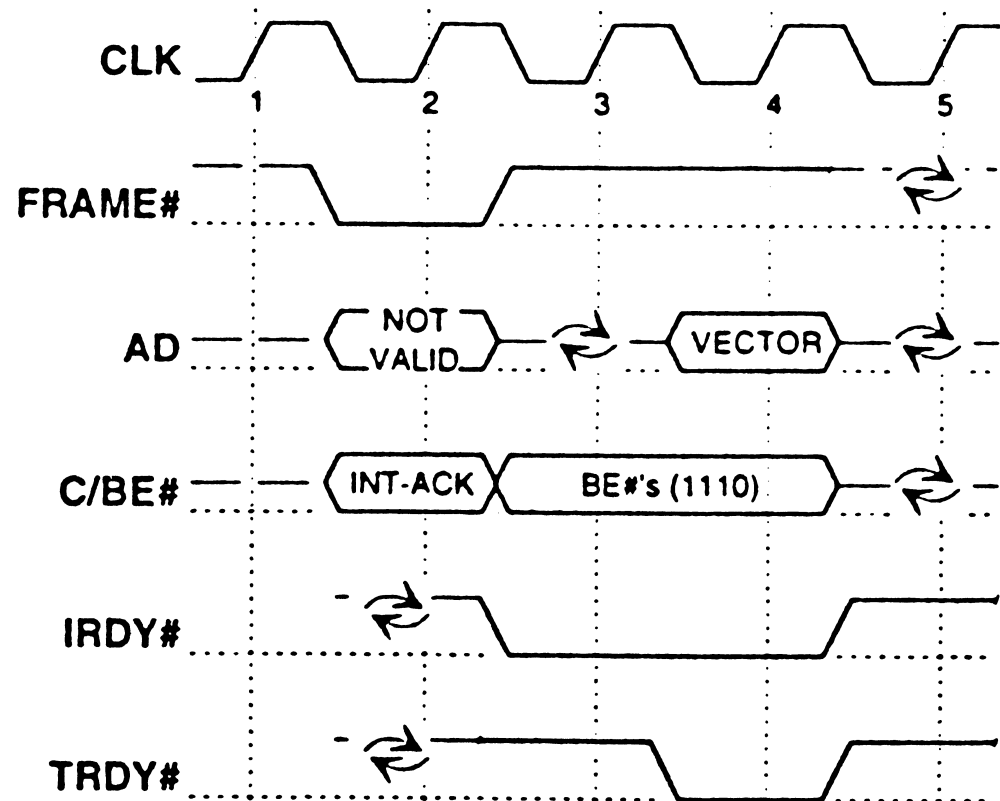 CLK
1 2 3 4 5
FRAME#
AD
NOT
VALID
VECTOR
C/BE#
INT-ACK
BE#'s (1110)
IRDY#
TRDY#